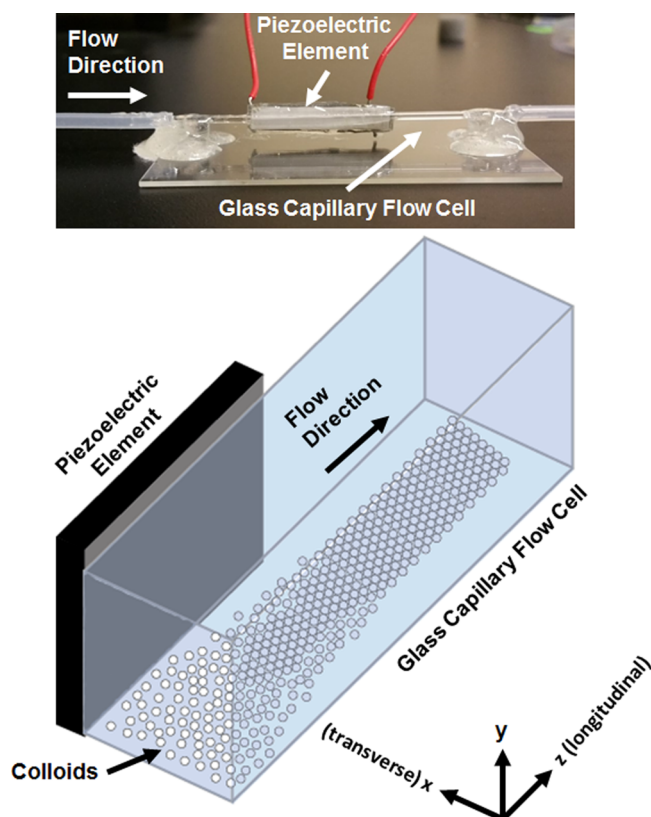 Flow
Direction
Piezoelectric
Element
Glass Capillary Flow Cell
Piezoelectric
Element
Flow
Direction
Glass Capillary Flow Cell
Colloids
(transverse) x
y
z (longitudinal)